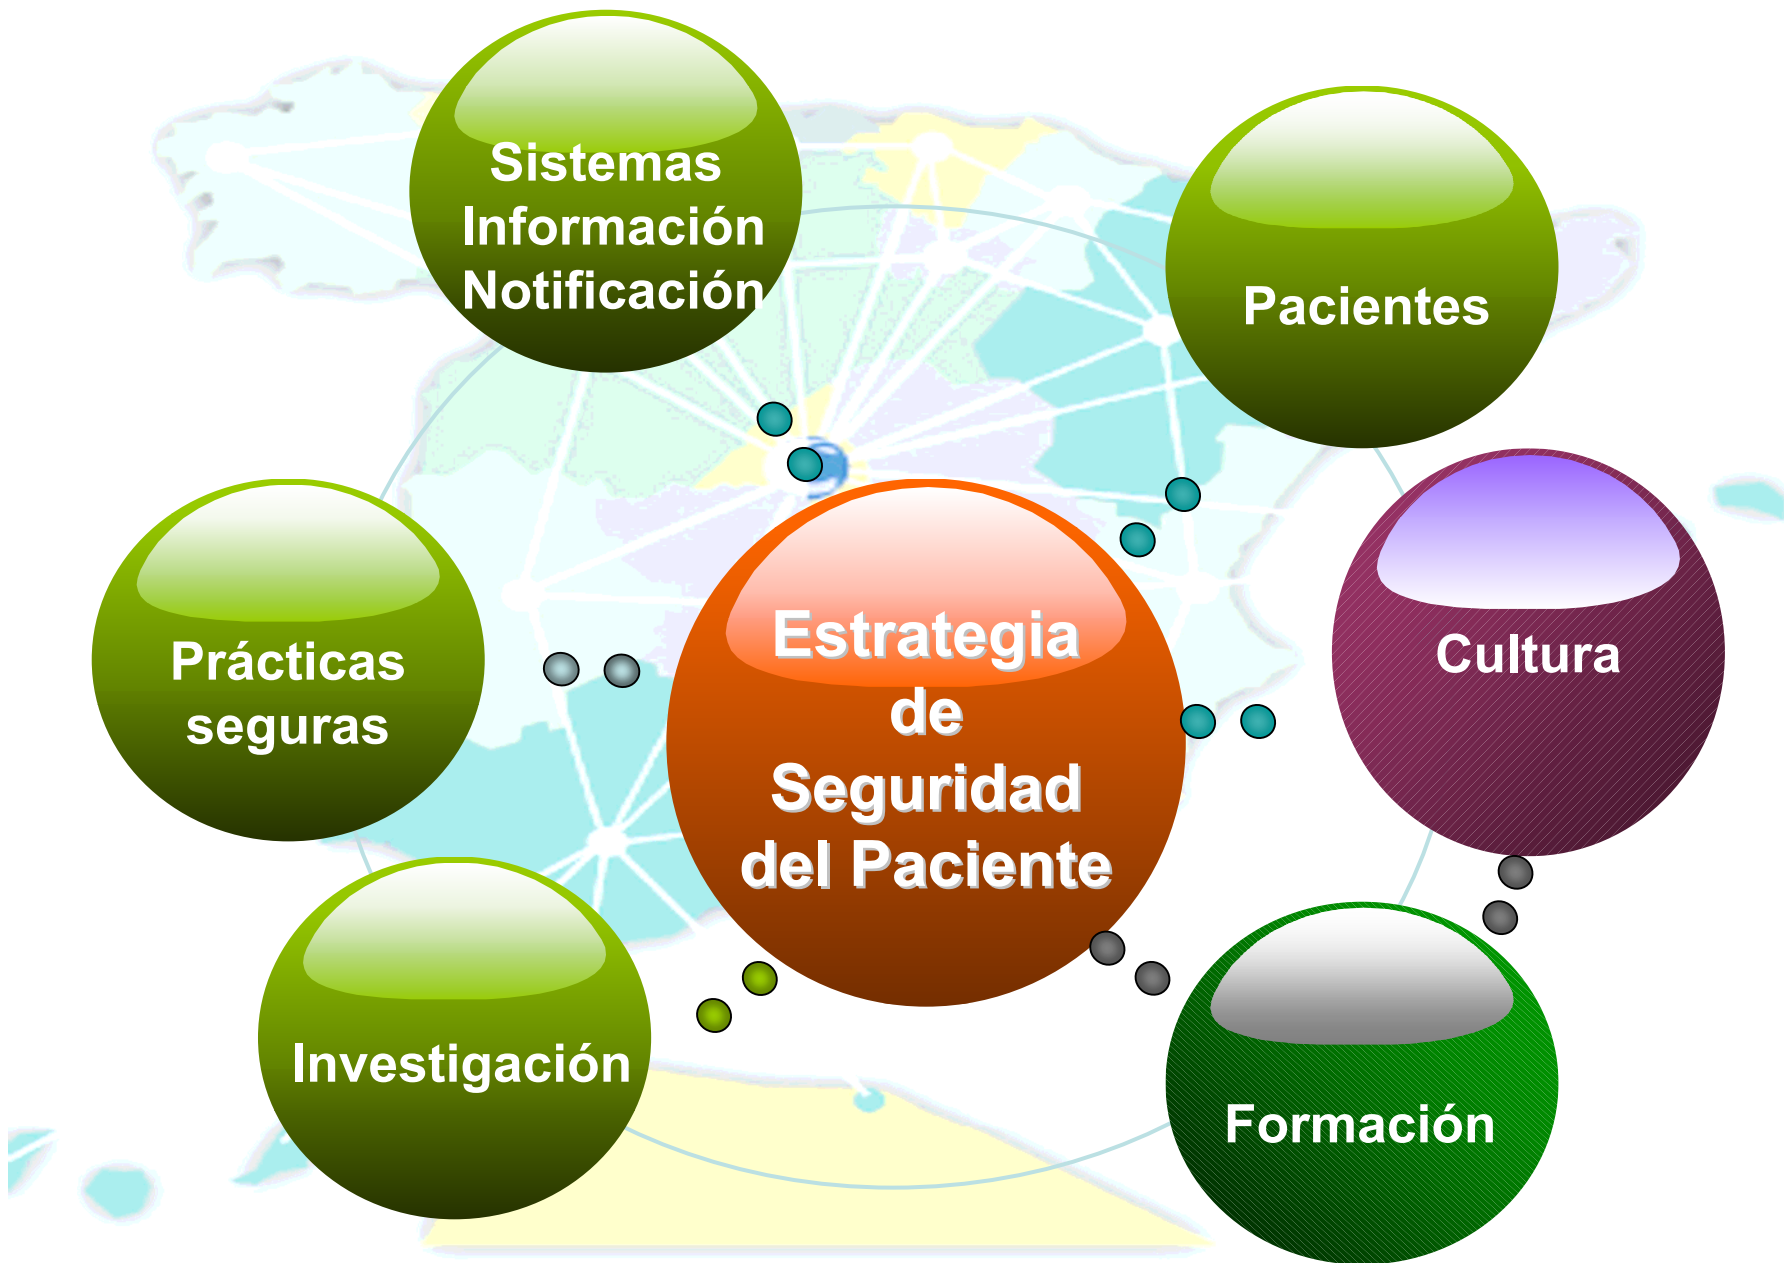 Sistemas
Información
Notificación
Pacientes
Cultura
Prácticas
seguras
Estrategia
de
Seguridad
del Paciente
Investigación
Formación